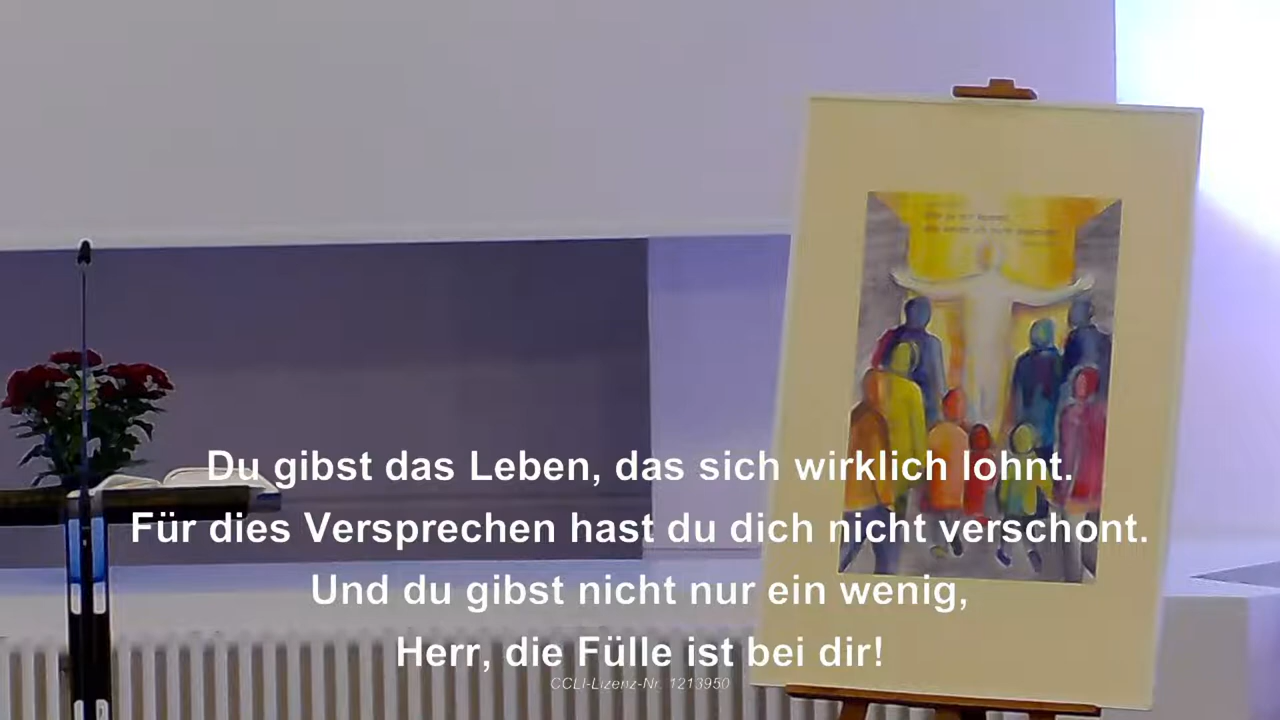 Du gibst das Leben, das sich wirklich lohnt.
Für dies Versprechen hast du dich nicht verschont.
Und du gibst nicht nur ein wenig,
Herr, die Fülle ist bei dir!
CCLI-Lizenz-Nr. 1213950